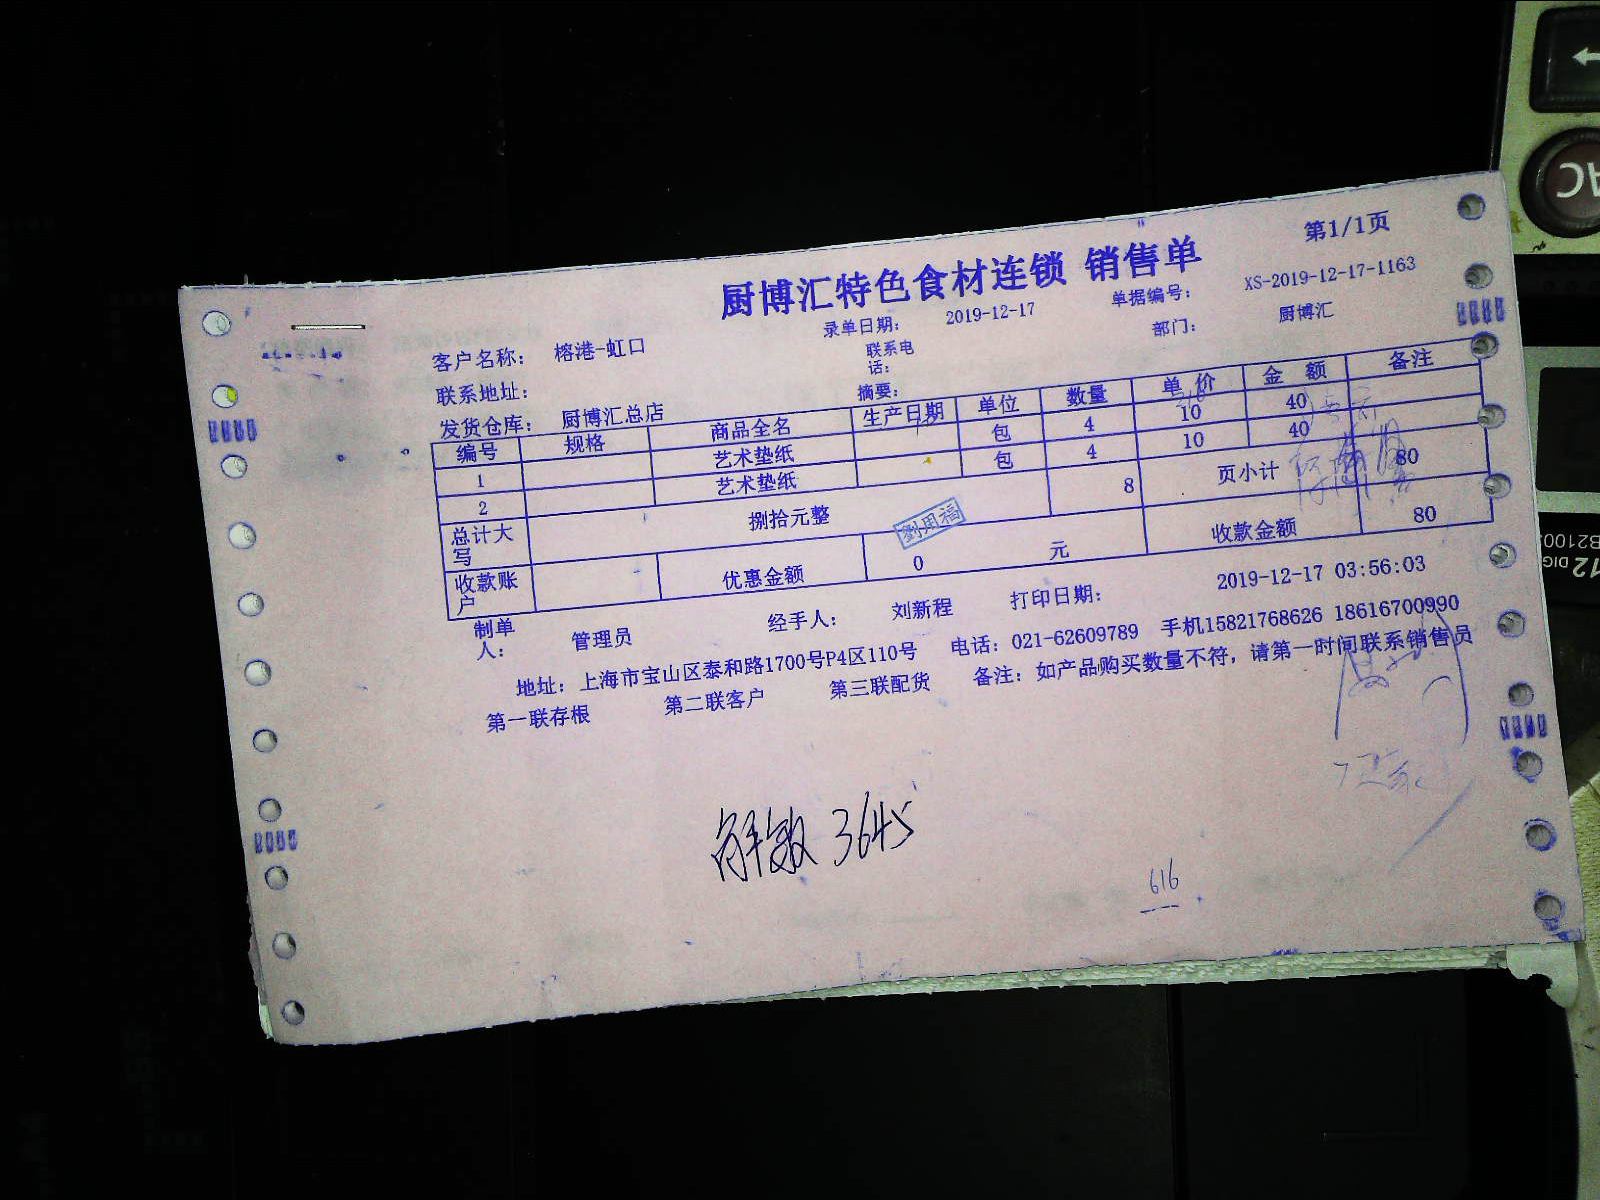 第1/1页
厨博汇特色食材连锁 销售单
录单日期： 2019-12-17 单据编号： XS-2019-12-17-1163
客户名称： 榕港-虹口 联系电话： 部门： 厨博汇
联系地址： 摘要：
发货仓库： 厨博汇总店
编号 规格 商品全名 生产日期 单位 数量 单 价 金 额 备注
1 艺术垫纸 包 4 10 40
2 艺术垫纸 包 4 10 40
总计大写 捌拾元整 8 页小计 80
收款账户 优惠金额 0 元 收款金额 80
劉周福
制单人： 管理员 经手人： 刘新程 打印日期： 2019-12-17 03:56:03
地址：上海市宝山区泰和路1700号P4区110号 电话：021-62609789 手机15821768626 18616700990
第一联存根 第二联客户 第三联配货 备注：如产品购买数量不符，请第一时间联系销售员
3645
616
AC